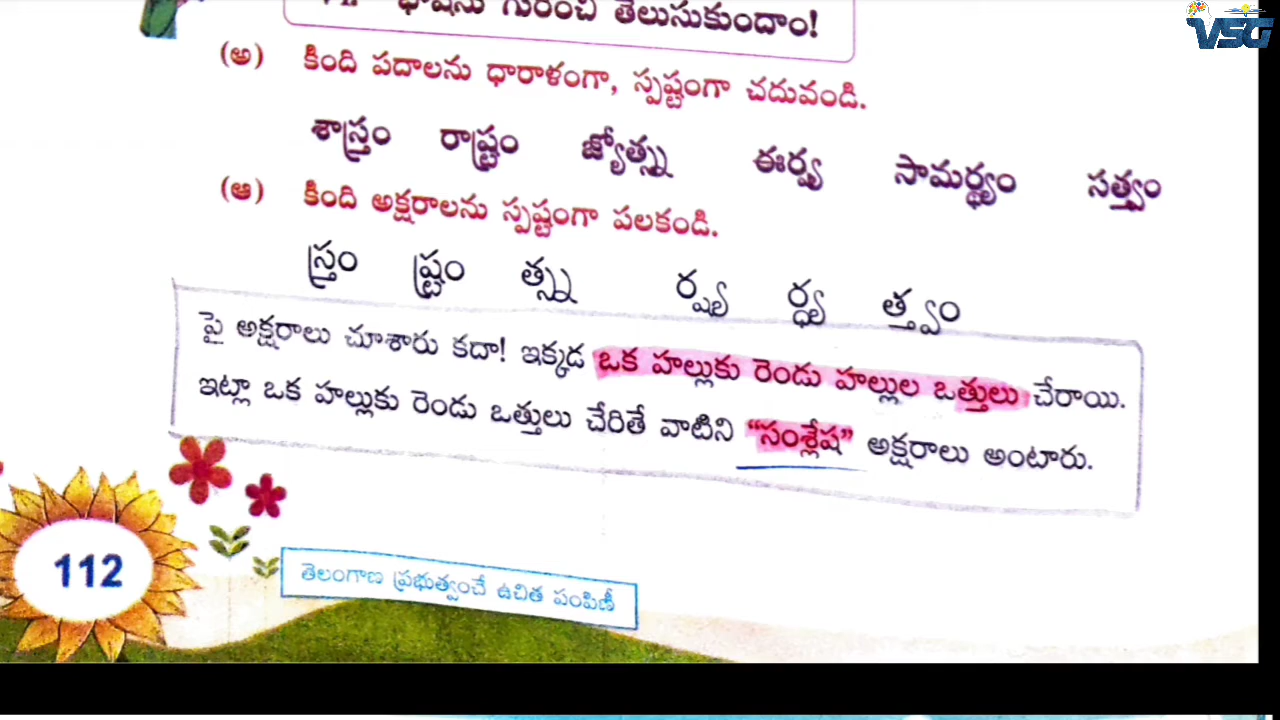 భాషను గురించి తెలుసుకుందాం!
VSG
(అ) కింది పదాలను ధారాళంగా, స్పష్టంగా చదువండి.
శాస్త్రం రాష్ట్రం జ్యోత్స్న ఈర్ష్య సామర్థ్యం సత్త్వం
(ఆ) కింది అక్షరాలను స్పష్టంగా పలకండి.
స్త్రం ష్ట్రం త్స్న ర్ష్య ర్థ్య త్త్వం
పై అక్షరాలు చూశారు కదా! ఇక్కడ ఒక హల్లుకు రెండు హల్లుల ఒత్తులు చేరాయి.
ఇట్లా ఒక హల్లుకు రెండు ఒత్తులు చేరితే వాటిని "సంశ్లేష" అక్షరాలు అంటారు.
112
తెలంగాణ ప్రభుత్వంచే ఉచిత పంపిణీ